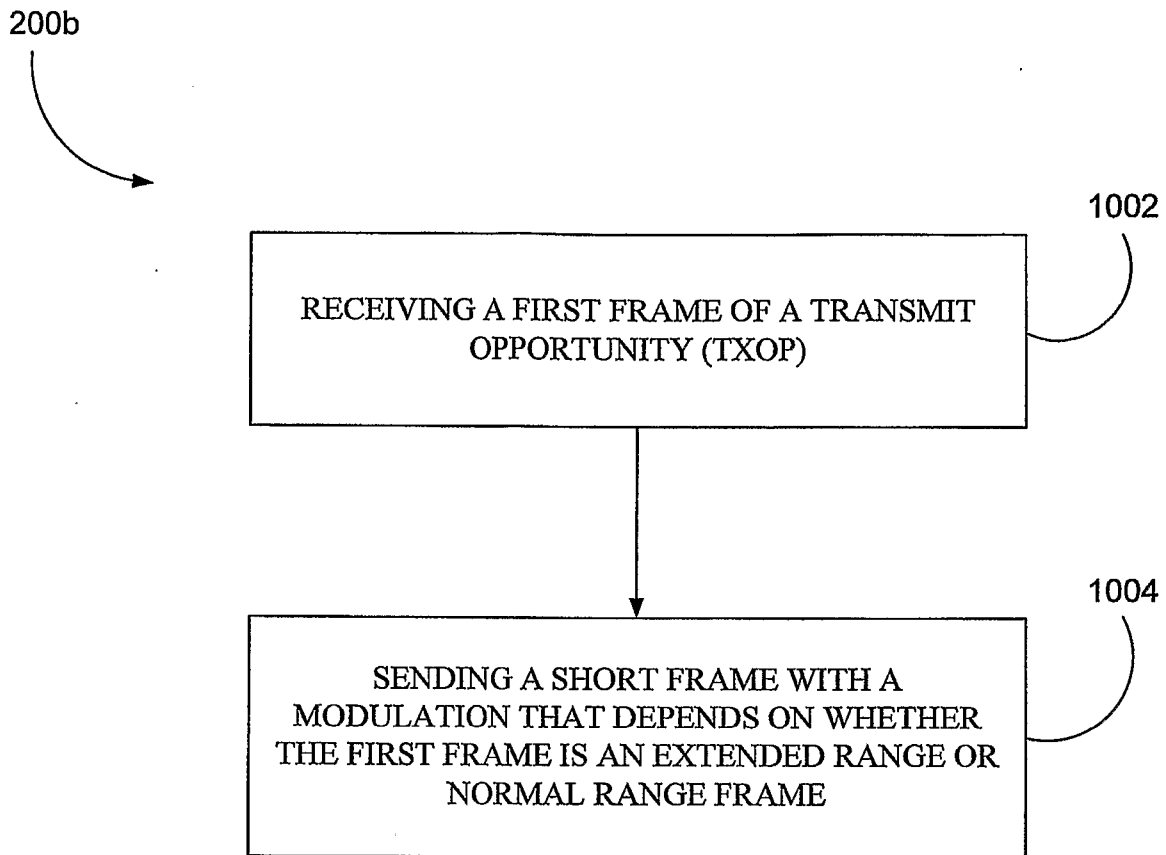 200b
1002
RECEIVING A FIRST FRAME OF A TRANSMIT
OPPORTUNITY (TXOP)
1004
SENDING A SHORT FRAME WITH A
MODULATION THAT DEPENDS ON WHETHER
THE FIRST FRAME IS AN EXTENDED RANGE OR
NORMAL RANGE FRAME